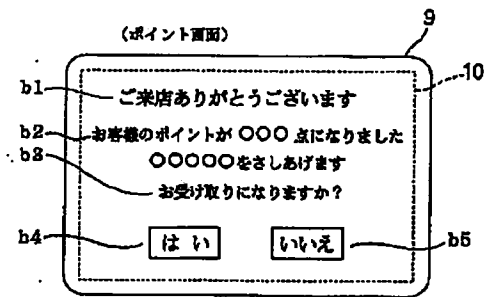 (ポイント画面)
9
10
b1
ご来店ありがとうございます
b2
お客様のポイントが ○○○ 点になりました
○○○○○をさしあげます
b3
お受け取りになりますか?
b4
はい
いいえ
b5